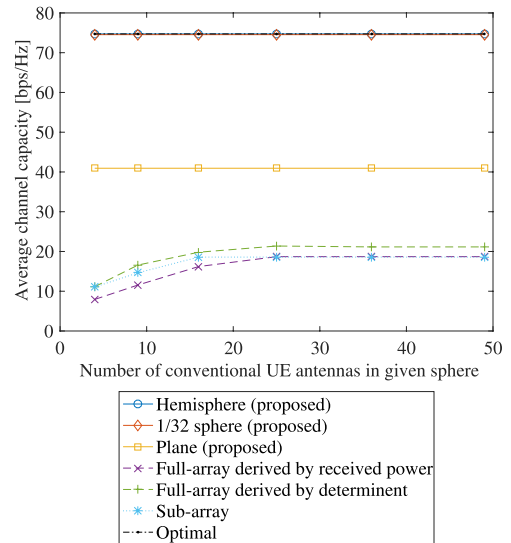 80
70
60
50
40
30
20
10
0
Average channel capacity [bps/Hz]
0 10 20 30 40 50
Number of conventional UE antennas in given sphere
Hemisphere (proposed)
1/32 sphere (proposed)
Plane (proposed)
Full-array derived by received power
Full-array derived by determinent
Sub-array
Optimal